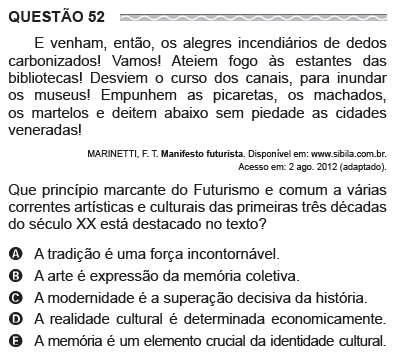 QUESTÃO 52
E venham, então, os alegres incendiários de dedos
carbonizados! Vamos! Ateiem fogo às estantes das
bibliotecas! Desviem o curso dos canais, para inundar
os museus! Empunhem as picaretas, os machados,
os martelos e deitem abaixo sem piedade as cidades
veneradas!
MARINETTI, F. T. Manifesto futurista. Disponível em: www.sibila.com.br.
Acesso em: 2 ago. 2012 (adaptado).
Que princípio marcante do Futurismo e comum a várias
correntes artísticas e culturais das primeiras três décadas
do século XX está destacado no texto?
A A tradição é uma força incontornável.
B A arte é expressão da memória coletiva.
C A modernidade é a superação decisiva da história.
D A realidade cultural é determinada economicamente.
E A memória é um elemento crucial da identidade cultural.